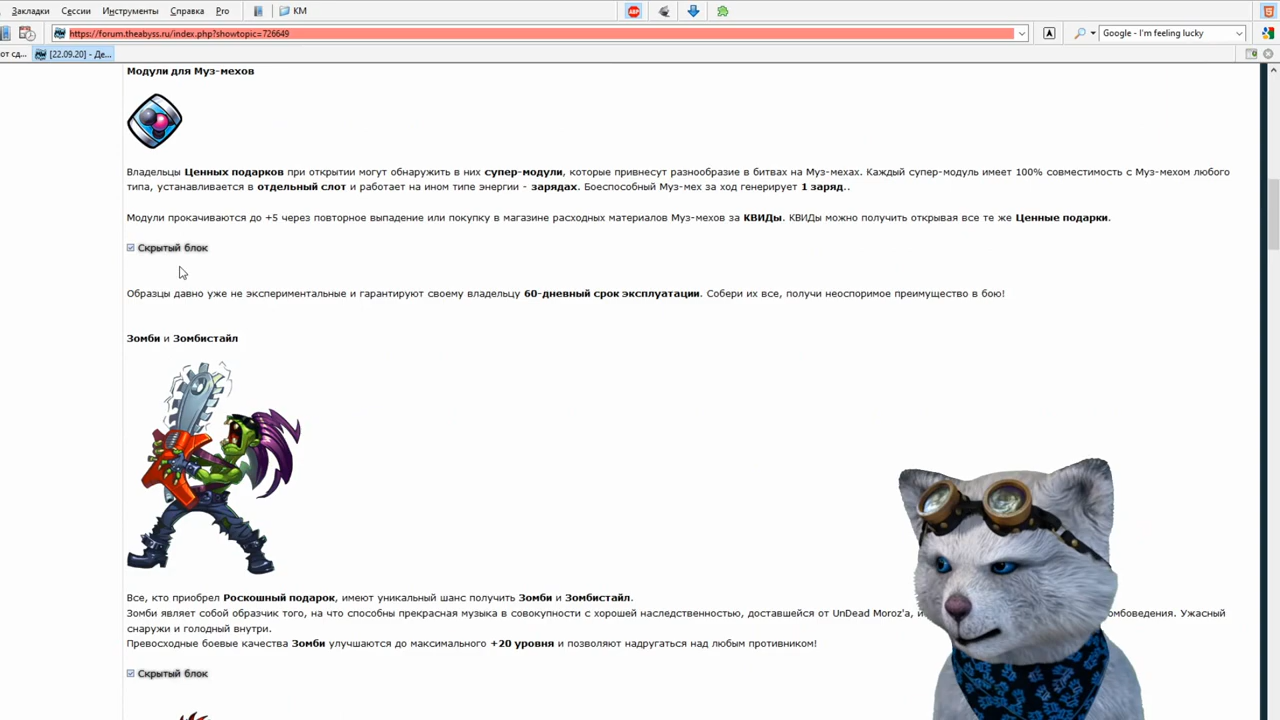 Закладки Сессии Инструменты Справка Pro КМ
https://forum.theabyss.ru/index.php?showtopic=726649 Google - I'm feeling lucky
от сд... [22.09.20] - Де...
Модули для Муз-мехов
Владельцы Ценных подарков при открытии могут обнаружить в них супер-модули, которые привнесут разнообразие в битвах на Муз-мехах. Каждый супер-модуль имеет 100% совместимость с Муз-мехом любого
типа, устанавливается в отдельный слот и работает на ином типе энергии - зарядах. Боеспособный Муз-мех за ход генерирует 1 заряд..
Модули прокачиваются до +5 через повторное выпадение или покупку в магазине расходных материалов Муз-мехов за КВИДы. КВИДы можно получить открывая все те же Ценные подарки.
Скрытый блок
Образцы давно уже не экспериментальные и гарантируют своему владельцу 60-дневный срок эксплуатации. Собери их все, получи неоспоримое преимущество в бою!
Зомби и Зомбистайл
Все, кто приобрел Роскошный подарок, имеют уникальный шанс получить Зомби и Зомбистайл.
Зомби являет собой образчик того, на что способны прекрасная музыка в совокупности с хорошей наследственностью, доставшейся от UnDead Moroz'а, и омбоведения. Ужасный
снаружи и голодный внутри.
Превосходные боевые качества Зомби улучшаются до максимального +20 уровня и позволяют надругаться над любым противником!
Скрытый блок